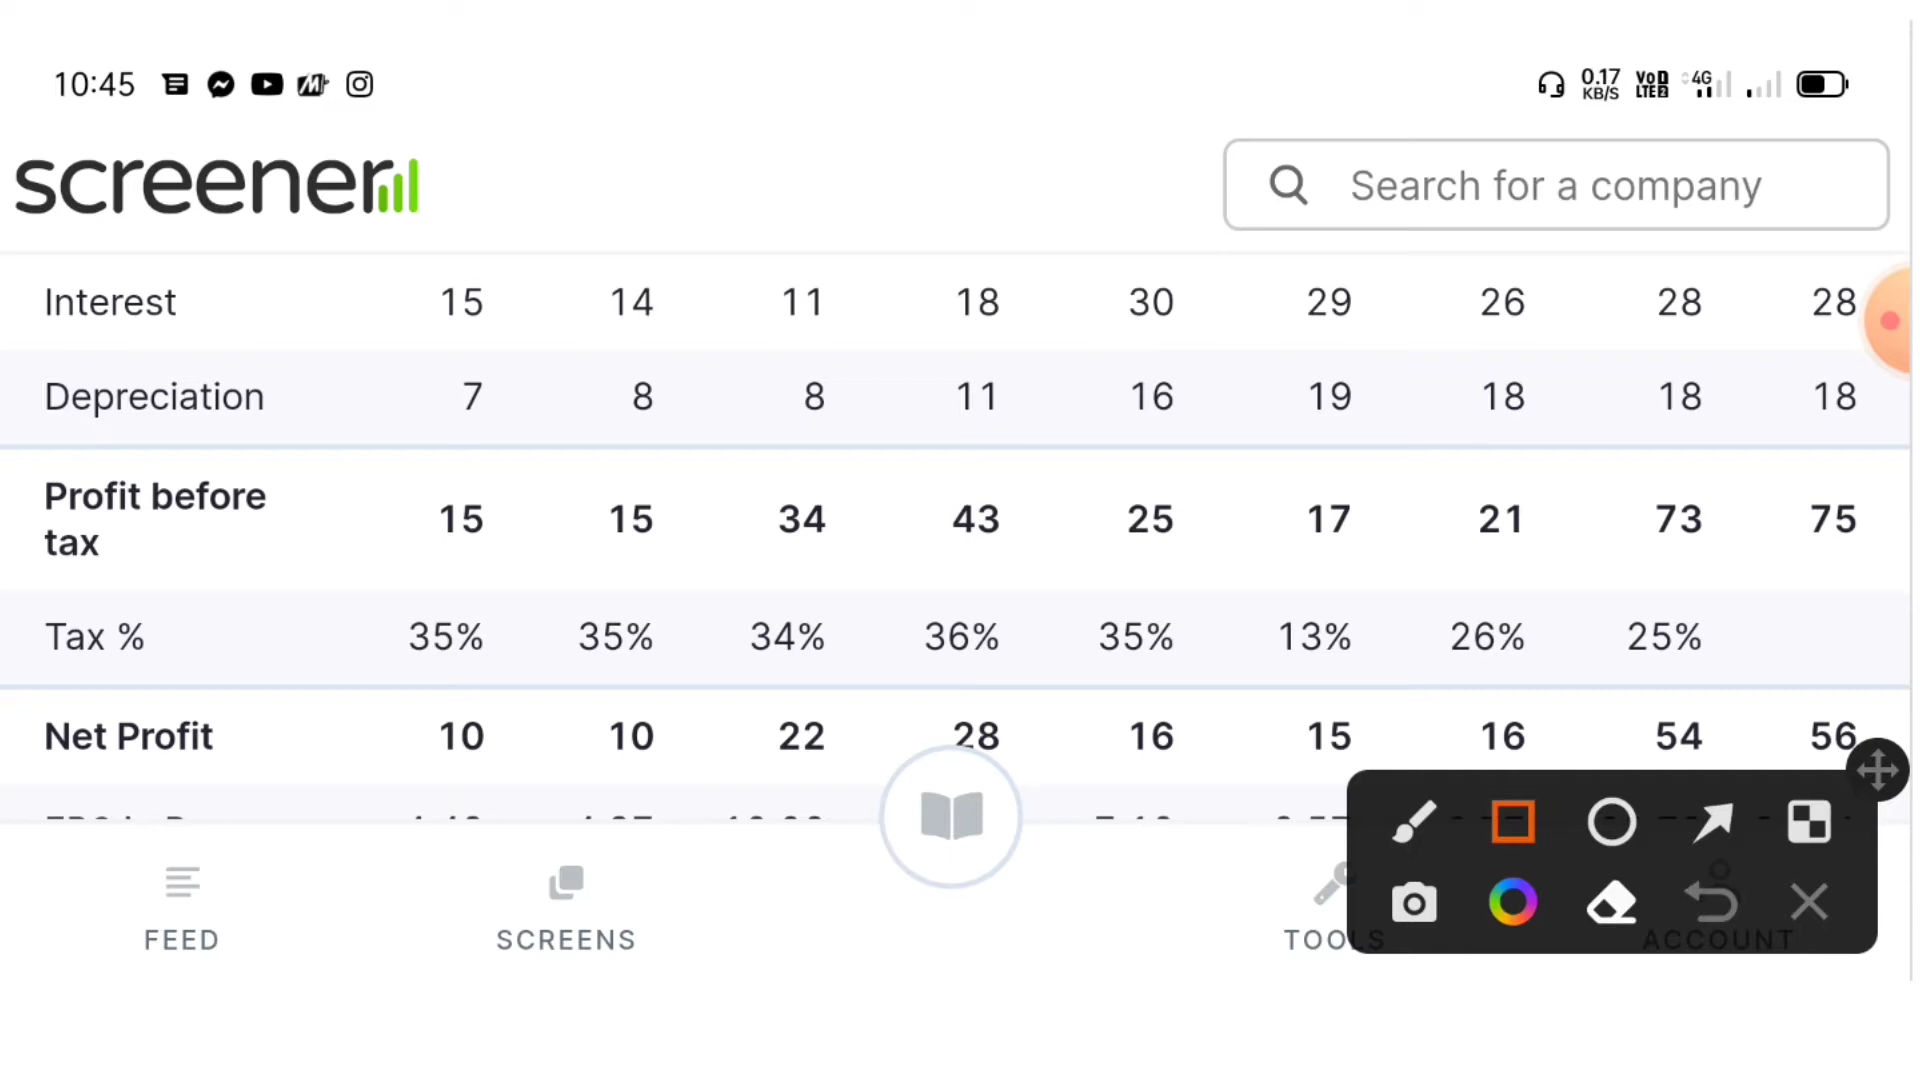 10:45 0.17 KB/S VoD LTE2 4G
screener Search for a company
Interest 15 14 11 18 30 29 26 28 28
Depreciation 7 8 8 11 16 19 18 18 18
Profit before tax 15 15 34 43 25 17 21 73 75
Tax % 35% 35% 34% 36% 35% 13% 26% 25%
Net Profit 10 10 22 28 16 15 16 54 56
FEED SCREENS TOOLS ACCOUNT